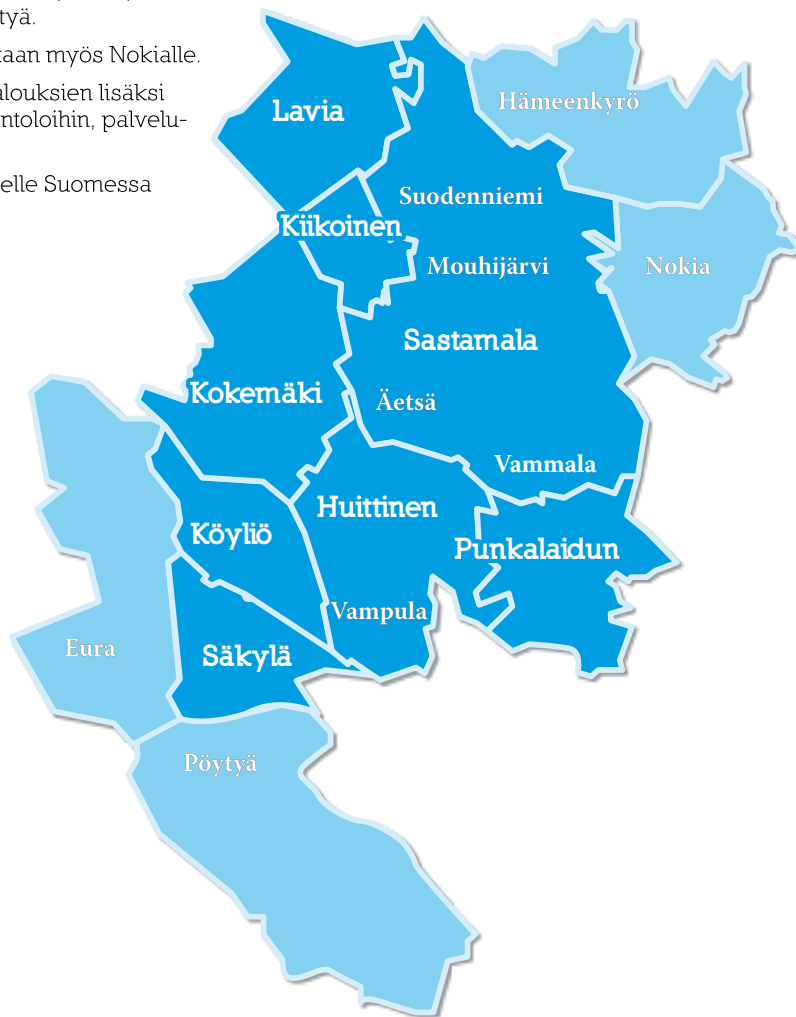 tyä.
taan myös Nokialle.
alouksien lisäksi
ntoloihin, palvelu-
elle Suomessa
Lavia
Hämeenkyrö
Suodenniemi
Kiikoinen
Mouhijärvi
Nokia
Sastamala
Kokemäki
Äetsä
Vammala
Huittinen
Köyliö
Punkalaidun
Vampula
Eura
Säkylä
Pöytyä